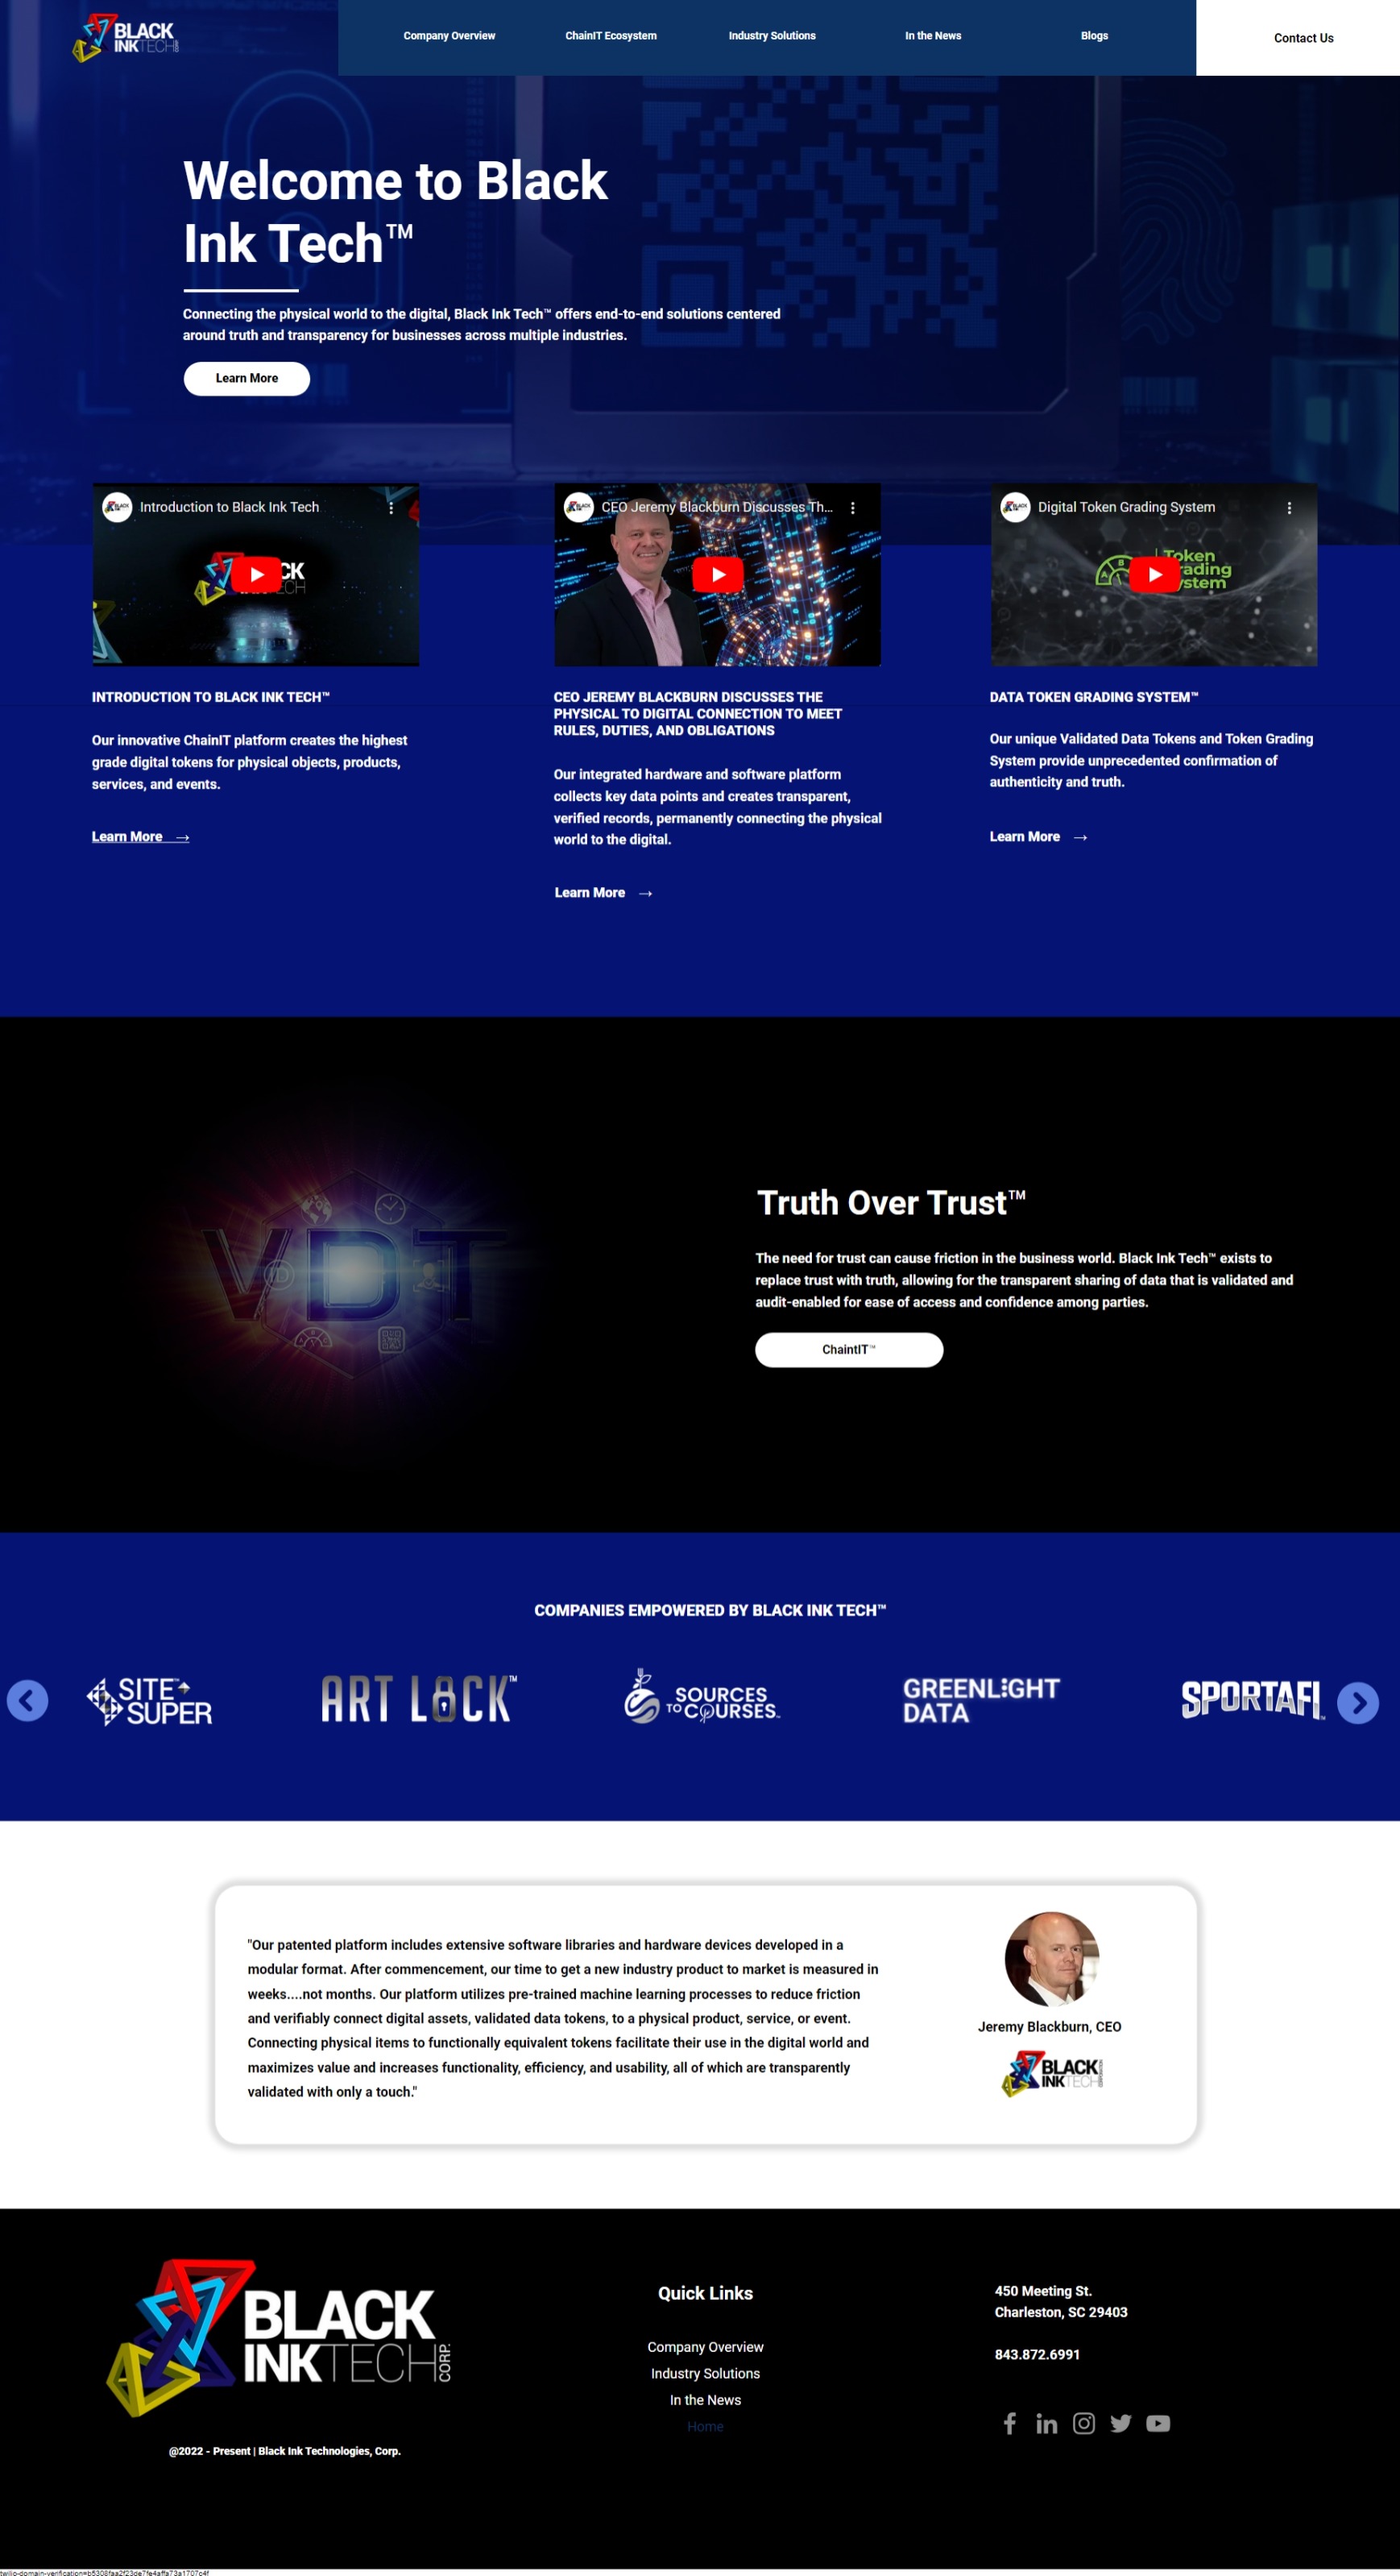 BLACK
INKTECH CORP.
Company Overview
ChainIT Ecosystem
Industry Solutions
In the News
Blogs
Contact Us
Welcome to Black
Ink Tech™
Connecting the physical world to the digital, Black Ink Tech™ offers end-to-end solutions centered
around truth and transparency for businesses across multiple industries.
Learn More
Introduction to Black Ink Tech
CEO Jeremy Blackburn Discusses Th...
Digital Token Grading System
INTRODUCTION TO BLACK INK TECH™
Our innovative ChainIT platform creates the highest
grade digital tokens for physical objects, products,
services, and events.
Learn More →
CEO JEREMY BLACKBURN DISCUSSES THE
PHYSICAL TO DIGITAL CONNECTION TO MEET
RULES, DUTIES, AND OBLIGATIONS
Our integrated hardware and software platform
collects key data points and creates transparent,
verified records, permanently connecting the physical
world to the digital.
Learn More →
DATA TOKEN GRADING SYSTEM™
Our unique Validated Data Tokens and Token Grading
System provide unprecedented confirmation of
authenticity and truth.
Learn More →
VDT
ID
Truth Over Trust™
The need for trust can cause friction in the business world. Black Ink Tech™ exists to
replace trust with truth, allowing for the transparent sharing of data that is validated and
audit-enabled for ease of access and confidence among parties.
ChaintIT™
COMPANIES EMPOWERED BY BLACK INK TECH™
SITE
SUPER
ART LOCK™
SOURCES
TO COURSES
GREENLIGHT
DATA
SPORTAFI
"Our patented platform includes extensive software libraries and hardware devices developed in a
modular format. After commencement, our time to get a new industry product to market is measured in
weeks....not months. Our platform utilizes pre-trained machine learning processes to reduce friction
and verifiably connect digital assets, validated data tokens, to a physical product, service, or event.
Connecting physical items to functionally equivalent tokens facilitate their use in the digital world and
maximizes value and increases functionality, efficiency, and usability, all of which are transparently
validated with only a touch."
Jeremy Blackburn, CEO
BLACK
INKTECH
BLACK
INKTECH CORP.
@2022 - Present | Black Ink Technologies, Corp.
Quick Links
Company Overview
Industry Solutions
In the News
Home
450 Meeting St.
Charleston, SC 29403
843.872.6991
twilio-domain-verification=b5308faa2f23de7fe4affa73a1707c4f